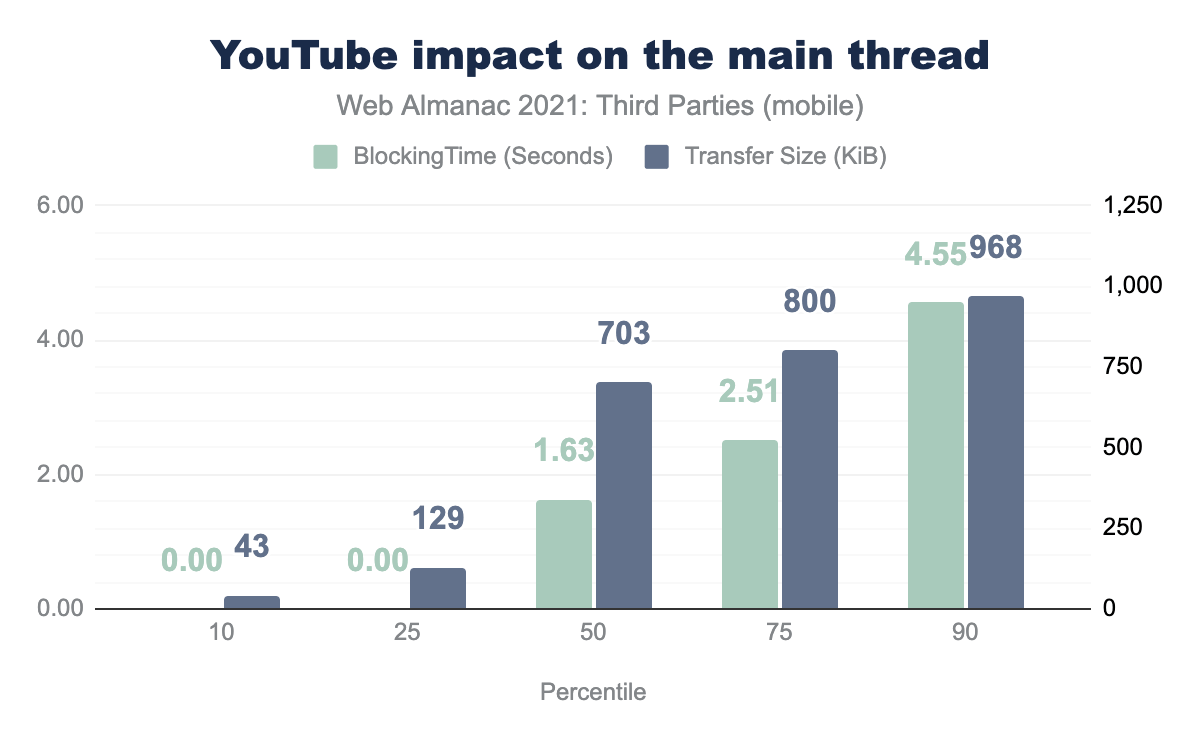 YouTube impact on the main thread
Web Almanac 2021: Third Parties (mobile)
BlockingTime (Seconds) Transfer Size (KiB)
6.00 1,250
4.55 968
1,000
800
4.00 703
750
2.51
1.63 500
2.00
129 250
0.00 43 0.00
0.00 0
10 25 50 75 90
Percentile